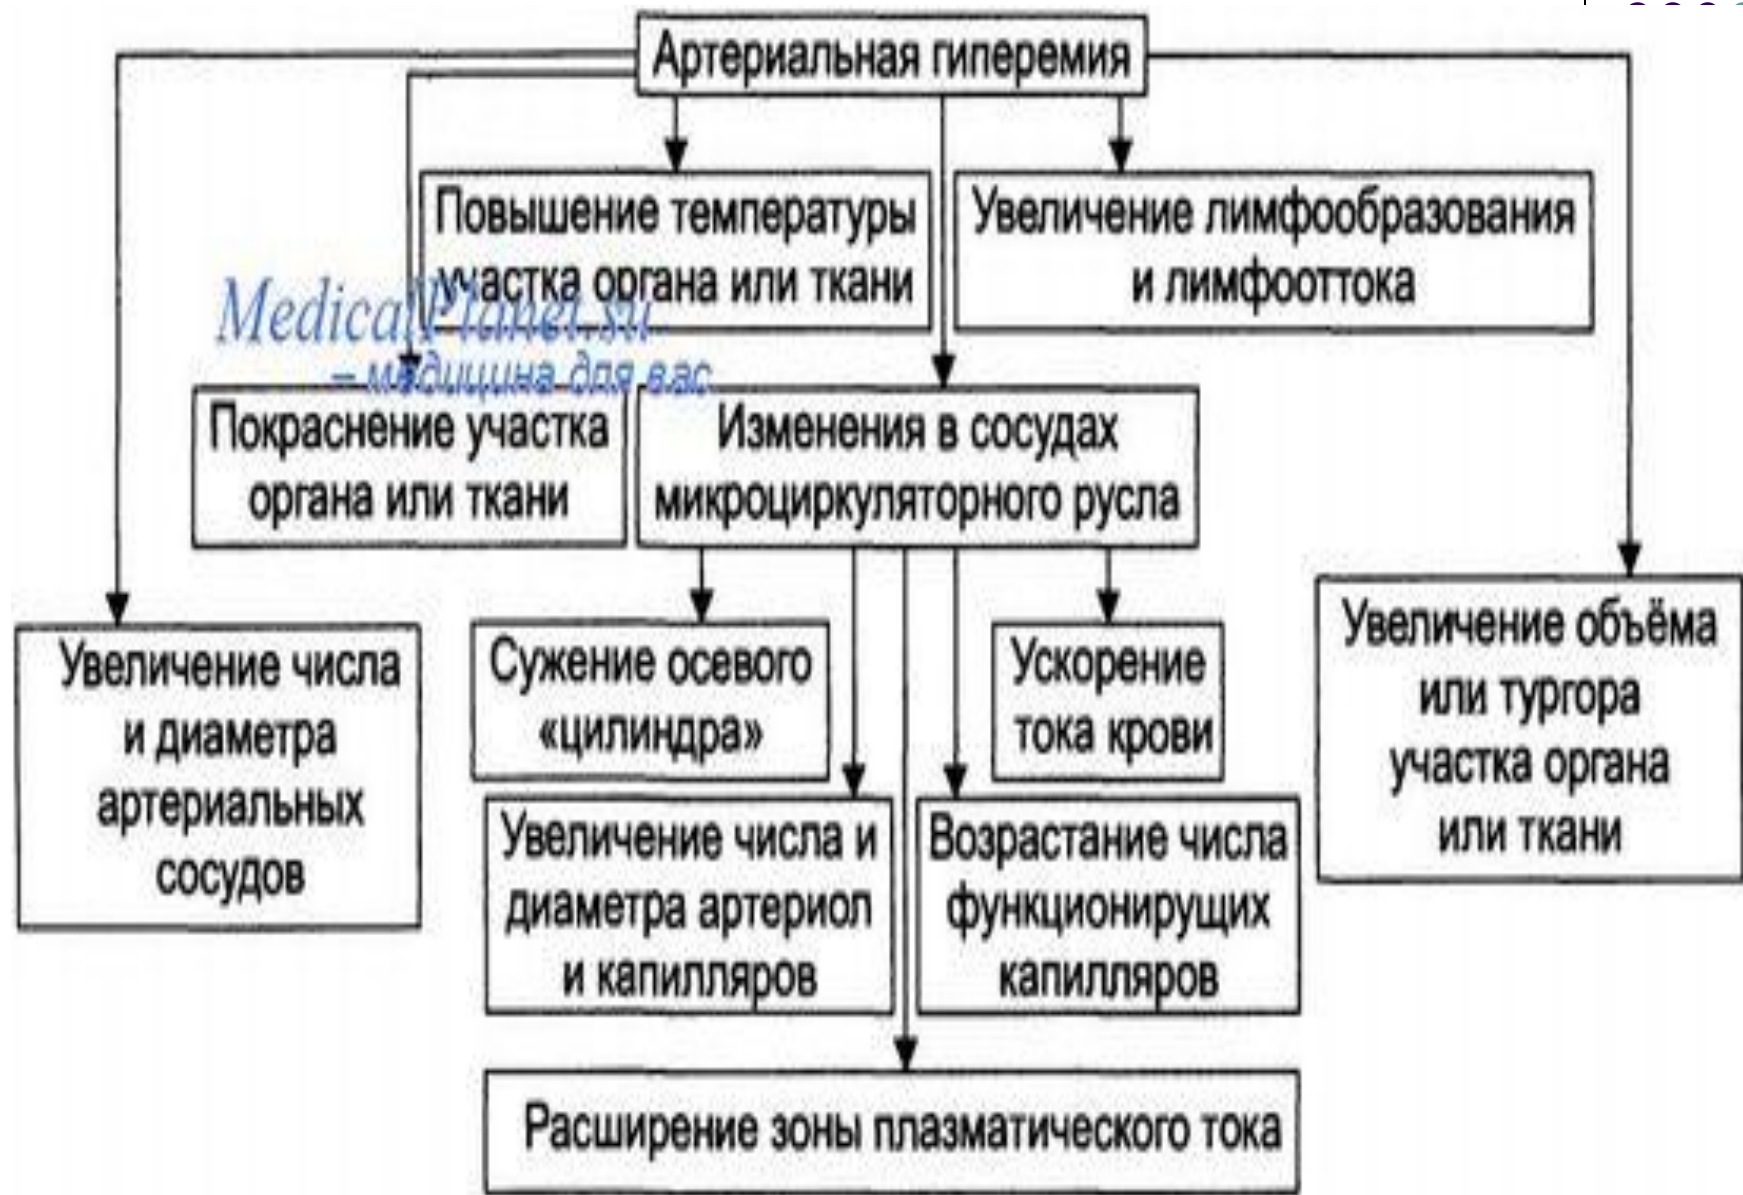 Артериальная гиперемия
Повышение температуры
участка органа или ткани
Увеличение лимфообразования
и лимфооттока
MedicalPlanet.su
– медицина для вас
Покраснение участка
органа или ткани
Изменения в сосудах
микроциркуляторного русла
Увеличение числа
и диаметра
артериальных
сосудов
Сужение осевого
«цилиндра»
Ускорение
тока крови
Увеличение объёма
или тургора
участка органа
или ткани
Увеличение числа и
диаметра артериол
и капилляров
Возрастание числа
функционирущих
капилляров
Расширение зоны плазматического тока